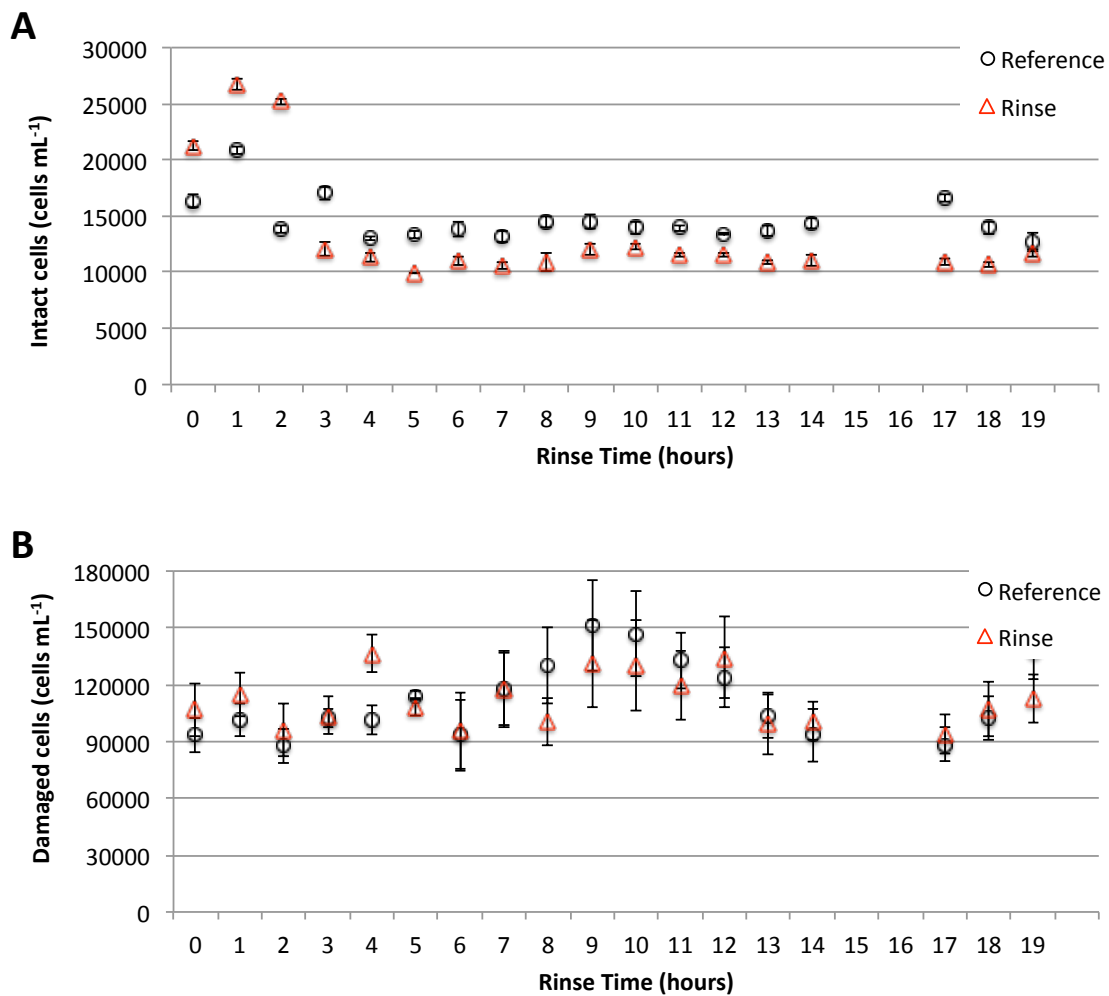 A
30000
25000
20000
15000
10000
5000
0
Intact cells (cells mL⁻¹)
Reference
Rinse
0 1 2 3 4 5 6 7 8 9 10 11 12 13 14 15 16 17 18 19
Rinse Time (hours)
B
180000
150000
120000
90000
60000
30000
0
Damaged cells (cells mL⁻¹)
Reference
Rinse
0 1 2 3 4 5 6 7 8 9 10 11 12 13 14 15 16 17 18 19
Rinse Time (hours)